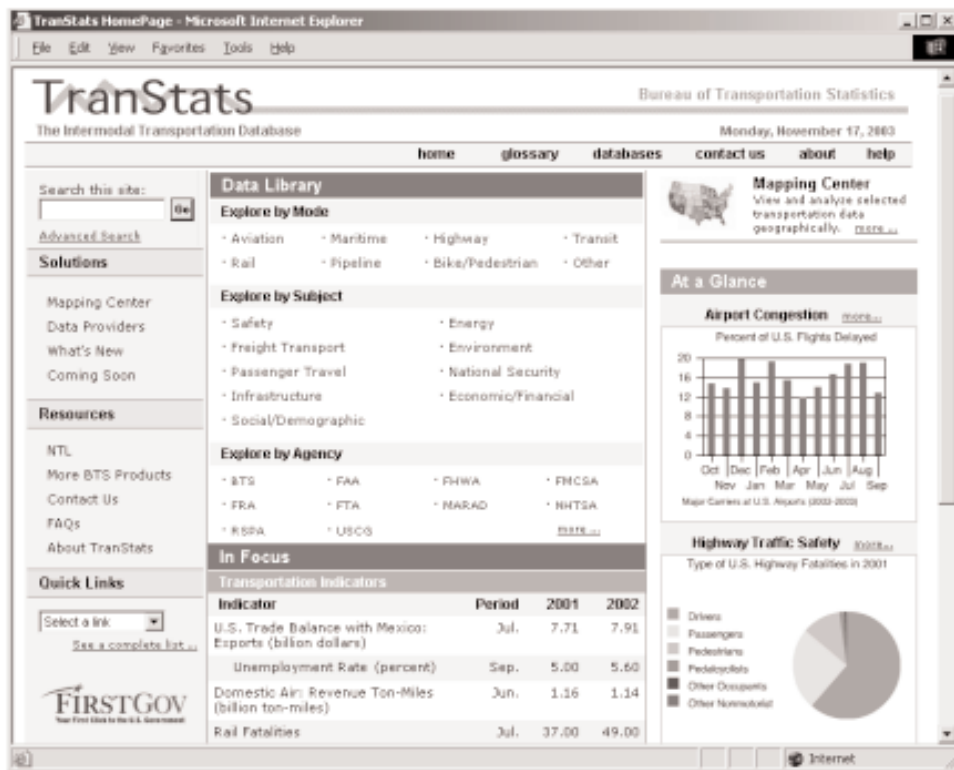 TranStats HomePage - Microsoft Internet Explorer
File Edit View Favorites Tools Help
TranStats
Bureau of Transportation Statistics
The Intermodal Transportation Database
Monday, November 17, 2003
home glossary databases contact us about help
Search this site:
Go
Advanced Search
Solutions
Mapping Center
Data Providers
What's New
Coming Soon
Resources
NTL
More BTS Products
Contact Us
FAQs
About TranStats
Quick Links
Select a link
See a complete list ...
FIRSTGOV
Your First Click to the U.S. Government
Data Library
Explore by Mode
· Aviation · Maritime · Highway · Transit
· Rail · Pipeline · Bike/Pedestrian · Other
Explore by Subject
· Safety · Energy
· Freight Transport · Environment
· Passenger Travel · National Security
· Infrastructure · Economic/Financial
· Social/Demographic
Explore by Agency
· BTS · FAA · FHWA · FMCSA
· FRA · FTA · MARAD · NHTSA
· RSPA · USCG more...
In Focus
Transportation Indicators
Indicator Period 2001 2002
U.S. Trade Balance with Mexico: Jul. 7.71 7.91
Exports (billion dollars)
Unemployment Rate (percent) Sep. 5.00 5.60
Domestic Air: Revenue Ton-Miles Jun. 1.16 1.14
(billion ton-miles)
Rail Fatalities Jul. 37.00 49.00
Mapping Center
View and analyze selected
transportation data
geographically. more...
At a Glance
Airport Congestion more...
Percent of U.S. Flights Delayed
20
16
12
8
4
0
Oct Dec Feb Apr Jun Aug
Nov Jan Mar May Jul Sep
Major Carriers at U.S. Airports (2002-2003)
Highway Traffic Safety more...
Type of U.S. Highway Fatalities in 2001
Drivers
Passengers
Pedestrians
Pedalcyclists
Other Occupants
Other Nonmotorist
Internet